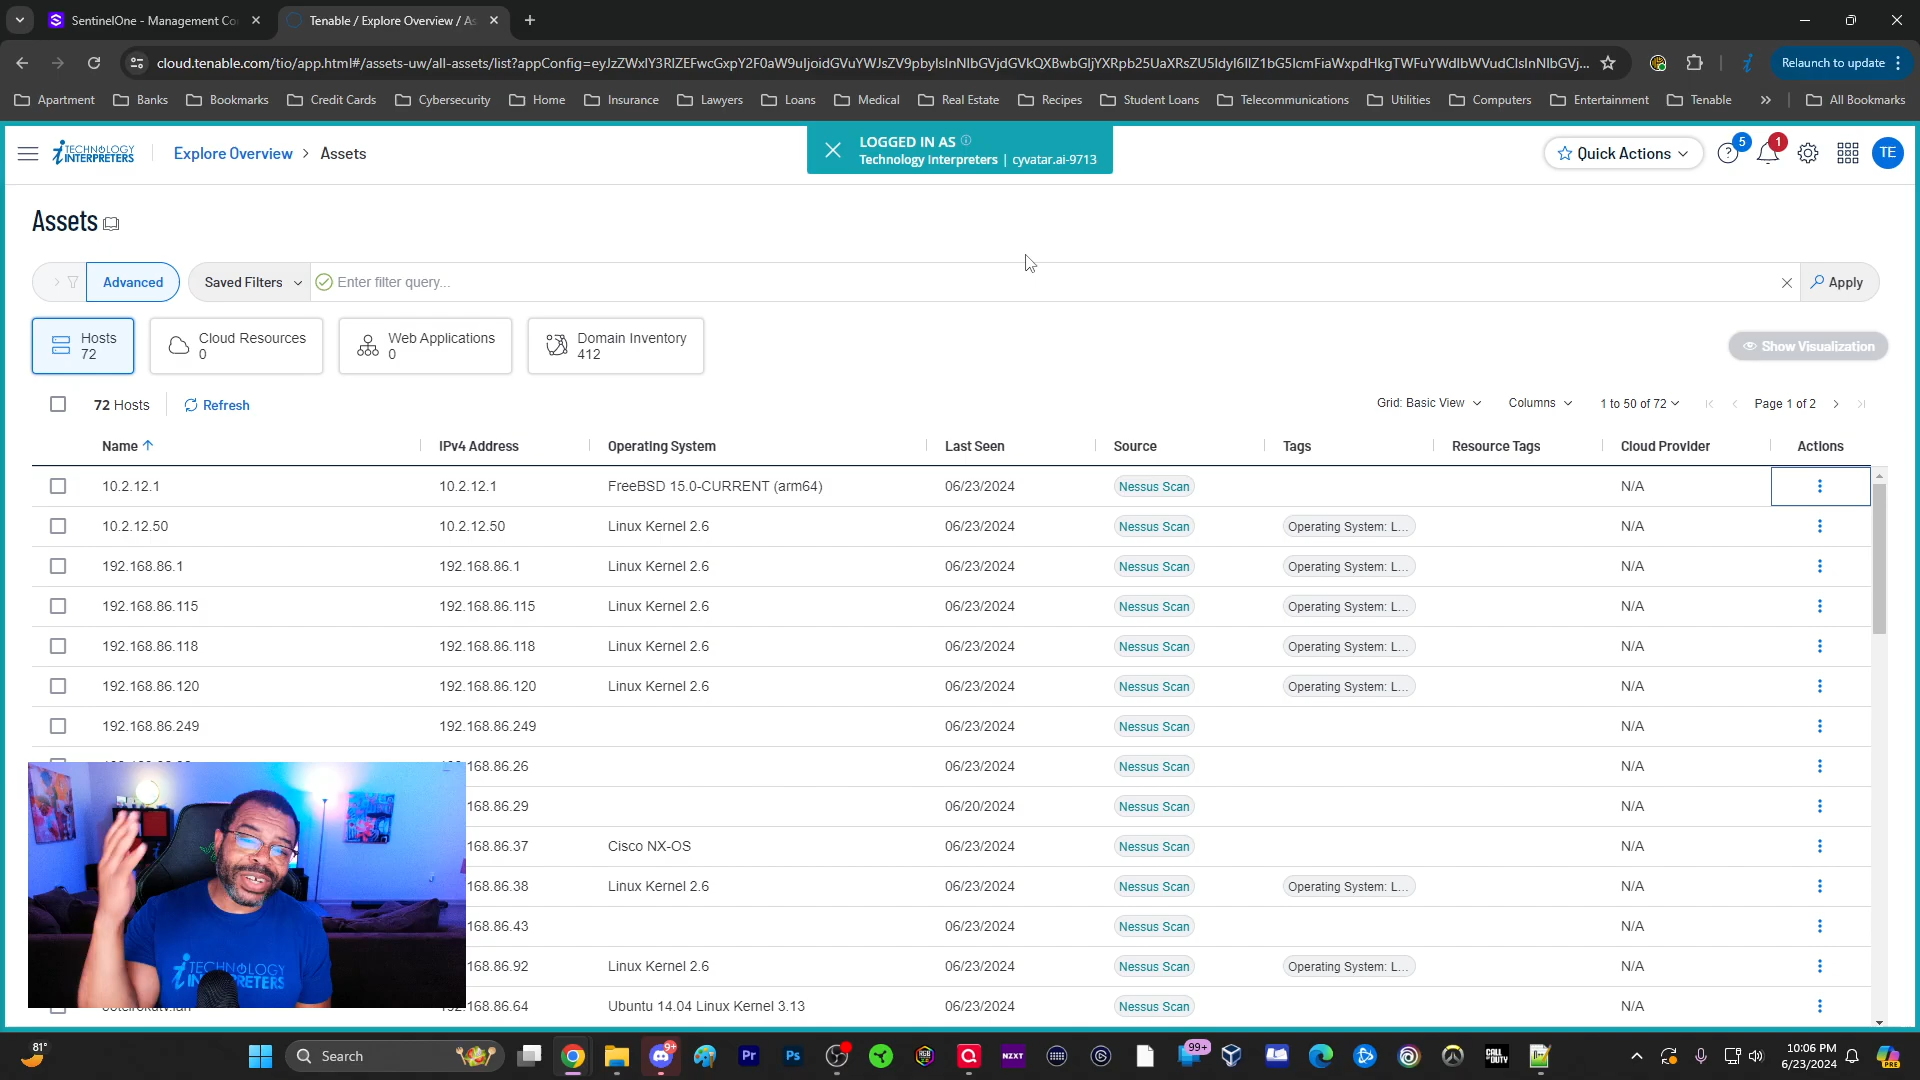 SentinelOne - Management Co
Tenable / Explore Overview / As
cloud.tenable.com/tio/app.html#/assets-uw/all-assets/list?appConfig=
Relaunch to update
Apartment Banks Bookmarks Credit Cards Cybersecurity Home Insurance Lawyers Loans Medical Real Estate Recipes Student Loans Telecommunications Utilities Computers Entertainment Tenable » All Bookmarks
TECHNOLOGY
INTERPRETERS
Explore Overview > Assets
LOGGED IN AS
Technology Interpreters | cyvatar.ai-9713
Quick Actions
5
1
TE
Assets
Advanced Saved Filters Enter filter query... Apply
Hosts
72
Cloud Resources
0
Web Applications
0
Domain Inventory
412
Show Visualization
72 Hosts Refresh Grid: Basic View Columns 1 to 50 of 72 Page 1 of 2
Name IPv4 Address Operating System Last Seen Source Tags Resource Tags Cloud Provider Actions
10.2.12.1 10.2.12.1 FreeBSD 15.0-CURRENT (arm64) 06/23/2024 Nessus Scan N/A
10.2.12.50 10.2.12.50 Linux Kernel 2.6 06/23/2024 Nessus Scan Operating System: L... N/A
192.168.86.1 192.168.86.1 Linux Kernel 2.6 06/23/2024 Nessus Scan Operating System: L... N/A
192.168.86.115 192.168.86.115 Linux Kernel 2.6 06/23/2024 Nessus Scan Operating System: L... N/A
192.168.86.118 192.168.86.118 Linux Kernel 2.6 06/23/2024 Nessus Scan Operating System: L... N/A
192.168.86.120 192.168.86.120 Linux Kernel 2.6 06/23/2024 Nessus Scan Operating System: L... N/A
192.168.86.249 192.168.86.249 06/23/2024 Nessus Scan N/A
168.86.26 06/23/2024 Nessus Scan N/A
168.86.29 06/20/2024 Nessus Scan N/A
168.86.37 Cisco NX-OS 06/23/2024 Nessus Scan N/A
168.86.38 Linux Kernel 2.6 06/23/2024 Nessus Scan Operating System: L... N/A
168.86.43 06/23/2024 Nessus Scan N/A
168.86.92 Linux Kernel 2.6 06/23/2024 Nessus Scan Operating System: L... N/A
168.86.64 Ubuntu 14.04 Linux Kernel 3.13 06/23/2024 Nessus Scan N/A
TECHNOLOGY
INTERPRETERS
81°
Search
9+
Pr
Ps
NZXT
99+
CALL OF DUTY
10:06 PM
6/23/2024
PRE